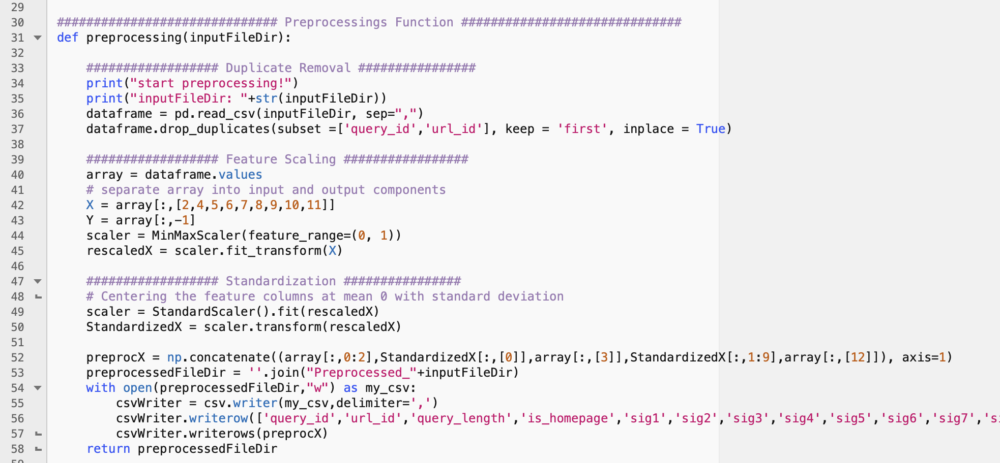 29
30 ############################## Preprocessings Function ##############################
31 def preprocessing(inputFileDir):
32
33 ################## Duplicate Removal ################
34 print("start preprocessing!")
35 print("inputFileDir: "+str(inputFileDir))
36 dataframe = pd.read_csv(inputFileDir, sep=",")
37 dataframe.drop_duplicates(subset =['query_id','url_id'], keep = 'first', inplace = True)
38
39 ################## Feature Scaling #################
40 array = dataframe.values
41 # separate array into input and output components
42 X = array[:,[2,4,5,6,7,8,9,10,11]]
43 Y = array[:,-1]
44 scaler = MinMaxScaler(feature_range=(0, 1))
45 rescaledX = scaler.fit_transform(X)
46
47 ################## Standardization ################
48 # Centering the feature columns at mean 0 with standard deviation
49 scaler = StandardScaler().fit(rescaledX)
50 StandardizedX = scaler.transform(rescaledX)
51
52 preprocX = np.concatenate((array[:,0:2],StandardizedX[:,[0]],array[:,[3]],StandardizedX[:,1:9],array[:,[12]]), axis=1)
53 preprocessedFileDir = ''.join("Preprocessed_"+inputFileDir)
54 with open(preprocessedFileDir,"w") as my_csv:
55 csvWriter = csv.writer(my_csv,delimiter=',')
56 csvWriter.writerow(['query_id','url_id','query_length','is_homepage','sig1','sig2','sig3','sig4','sig5','sig6','sig7','s
57 csvWriter.writerows(preprocX)
58 return preprocessedFileDir